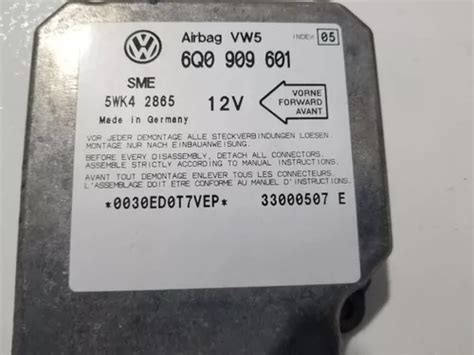 Airbag VW5 INDEX 05
6Q0 909 601
SME
5WK4 2865 12V
VORNE
FORWARD
AVANT
Made in Germany
VOR JEDER DEMONTAGE ALLE STECKVERBINDUNGEN LOESEN.
MONTAGE NUR NACH EINBAUANWEISUNG.
BEFORE EVERY DISASSEMBLY, DETACH ALL CONNECTORS.
ASSEMBLE STRICTLY ACCORDING TO MANUAL INSTRUCTIONS.
AVANT TOUT DEMONTAGE ENLEVER TOUS LES CONNECTEURS.
L'ASSEMBLAGE DOIT ETRE CONFORME AU MANUEL D'INSTRUCTIONS
*0030ED0T7VEP* 33000507 E